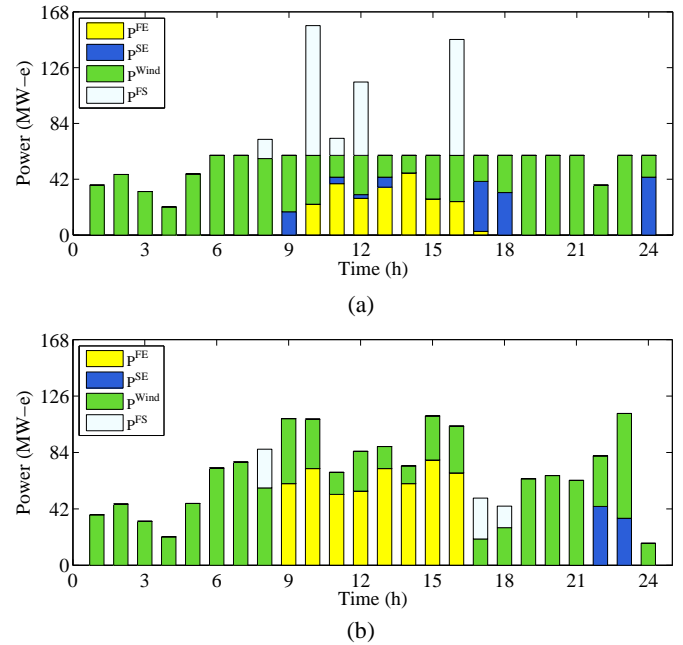 168
126
84
42
0
Power (MW-e)
P^FE
P^SE
P^Wind
P^FS
0 3 6 9 12 15 18 21 24
Time (h)
(a)
168
126
84
42
0
Power (MW-e)
P^FE
P^SE
P^Wind
P^FS
0 3 6 9 12 15 18 21 24
Time (h)
(b)